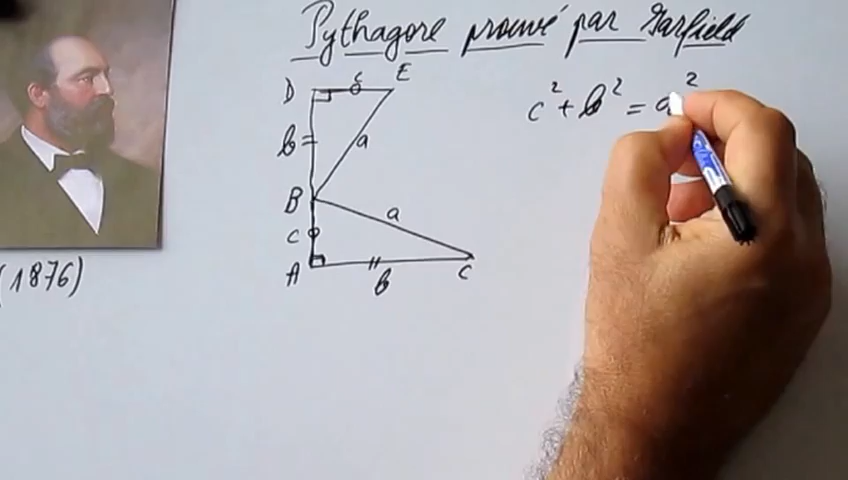 Pythagore prouvé par Garfield
D c E
b a
B
a
c
A b C
c² + b² = a²
(1876)